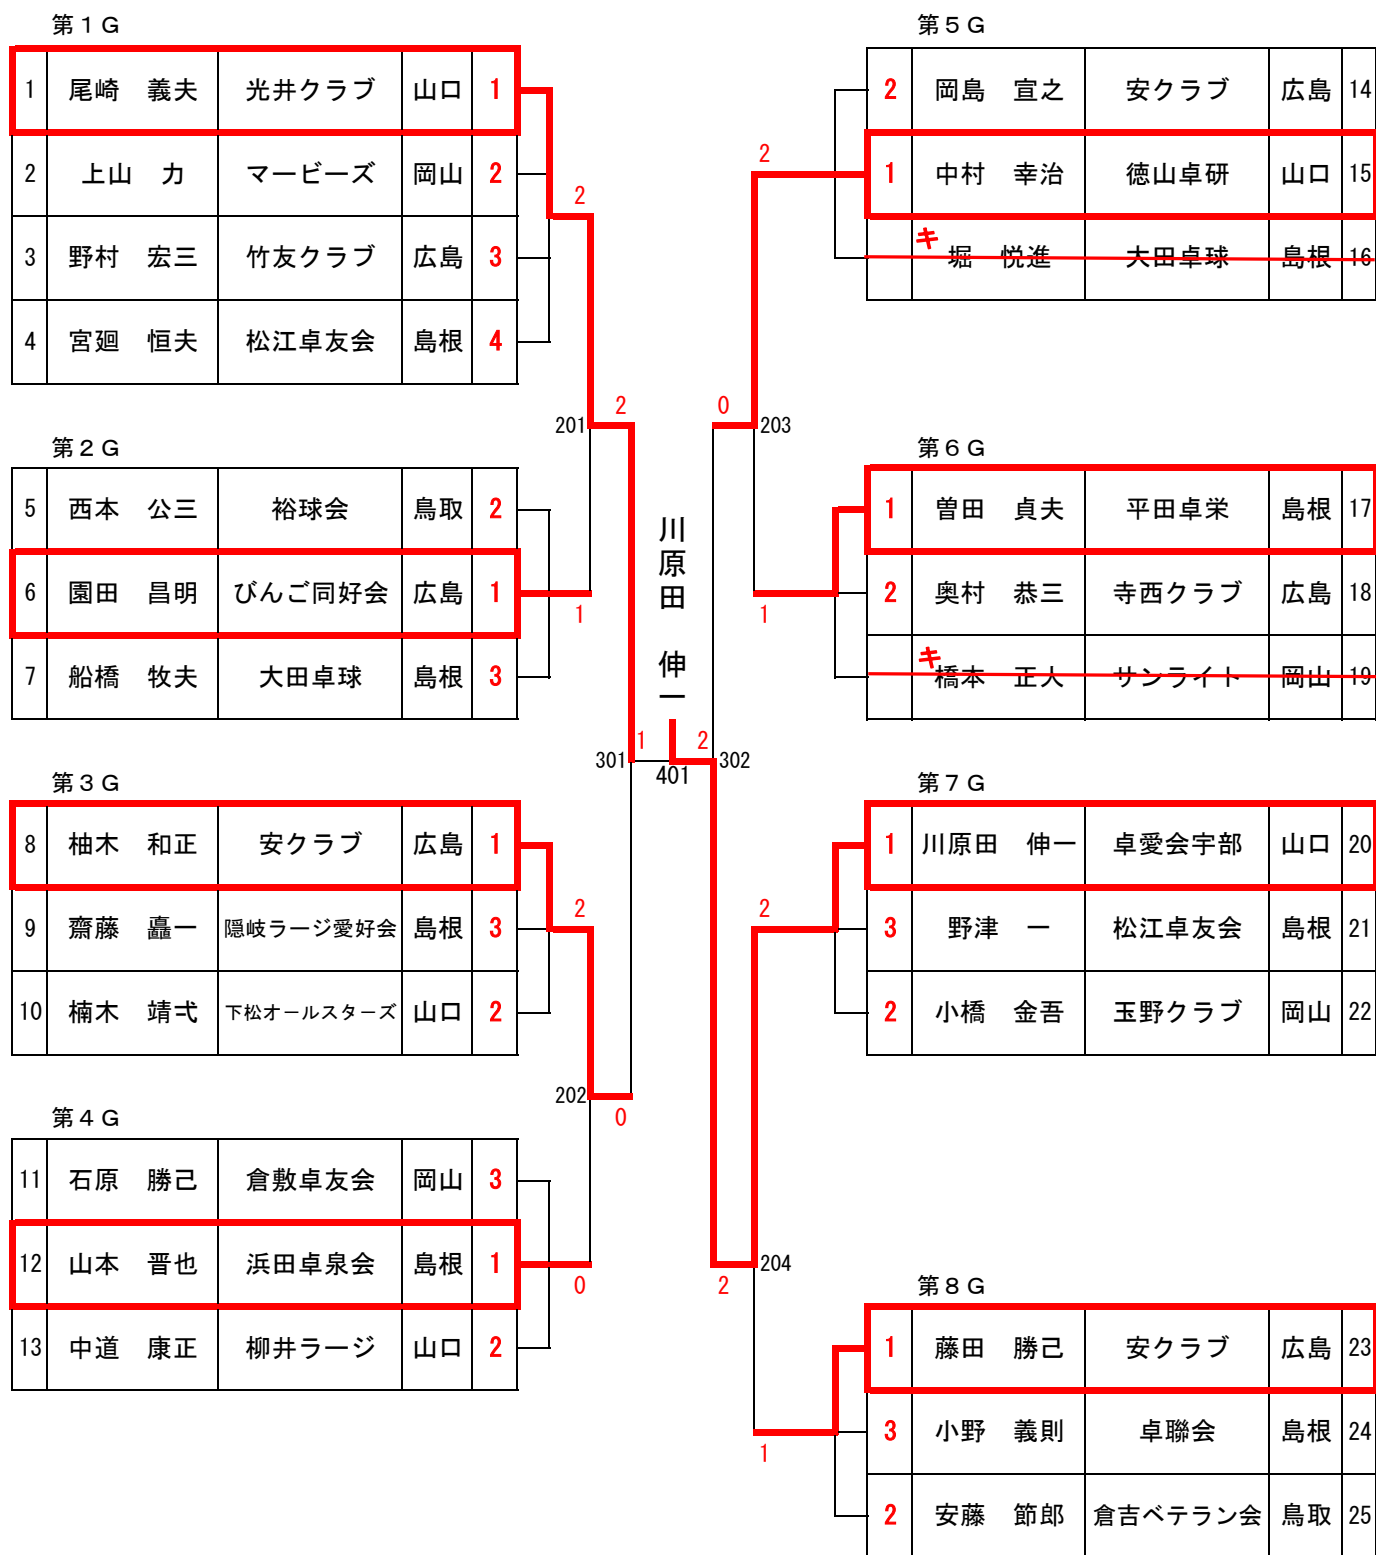 第１Ｇ
1 尾崎　義夫 光井クラブ 山口 1
2 上山　力 マービーズ 岡山 2
3 野村　宏三 竹友クラブ 広島 3
4 宮廻　恒夫 松江卓友会 島根 4
2
201
2
第２Ｇ
5 西本　公三 裕球会 鳥取 2
6 園田　昌明 びんご同好会 広島 1
7 船橋　牧夫 大田卓球 島根 3
1
301
1
第３Ｇ
8 柚木　和正 安クラブ 広島 1
9 齋藤　矗一 隠岐ラージ愛好会 島根 3
10 楠木　靖弌 下松オールスターズ 山口 2
2
202
0
第４Ｇ
11 石原　勝己 倉敷卓友会 岡山 3
12 山本　晋也 浜田卓泉会 島根 1
13 中道　康正 柳井ラージ 山口 2
0
川原田　伸一
401
第５Ｇ
2 岡島　宣之 安クラブ 広島 14
1 中村　幸治 徳山卓研 山口 15
キ 堀　悦進 大田卓球 島根 16
2
0
203
第６Ｇ
1 曽田　貞夫 平田卓栄 島根 17
2 奥村　恭三 寺西クラブ 広島 18
キ 橋本　正人 サンライト 岡山 19
1
2
302
第７Ｇ
1 川原田　伸一 卓愛会宇部 山口 20
3 野津　一 松江卓友会 島根 21
2 小橋　金吾 玉野クラブ 岡山 22
2
204
2
第８Ｇ
1 藤田　勝己 安クラブ 広島 23
3 小野　義則 卓聯会 島根 24
2 安藤　節郎 倉吉ベテラン会 鳥取 25
1